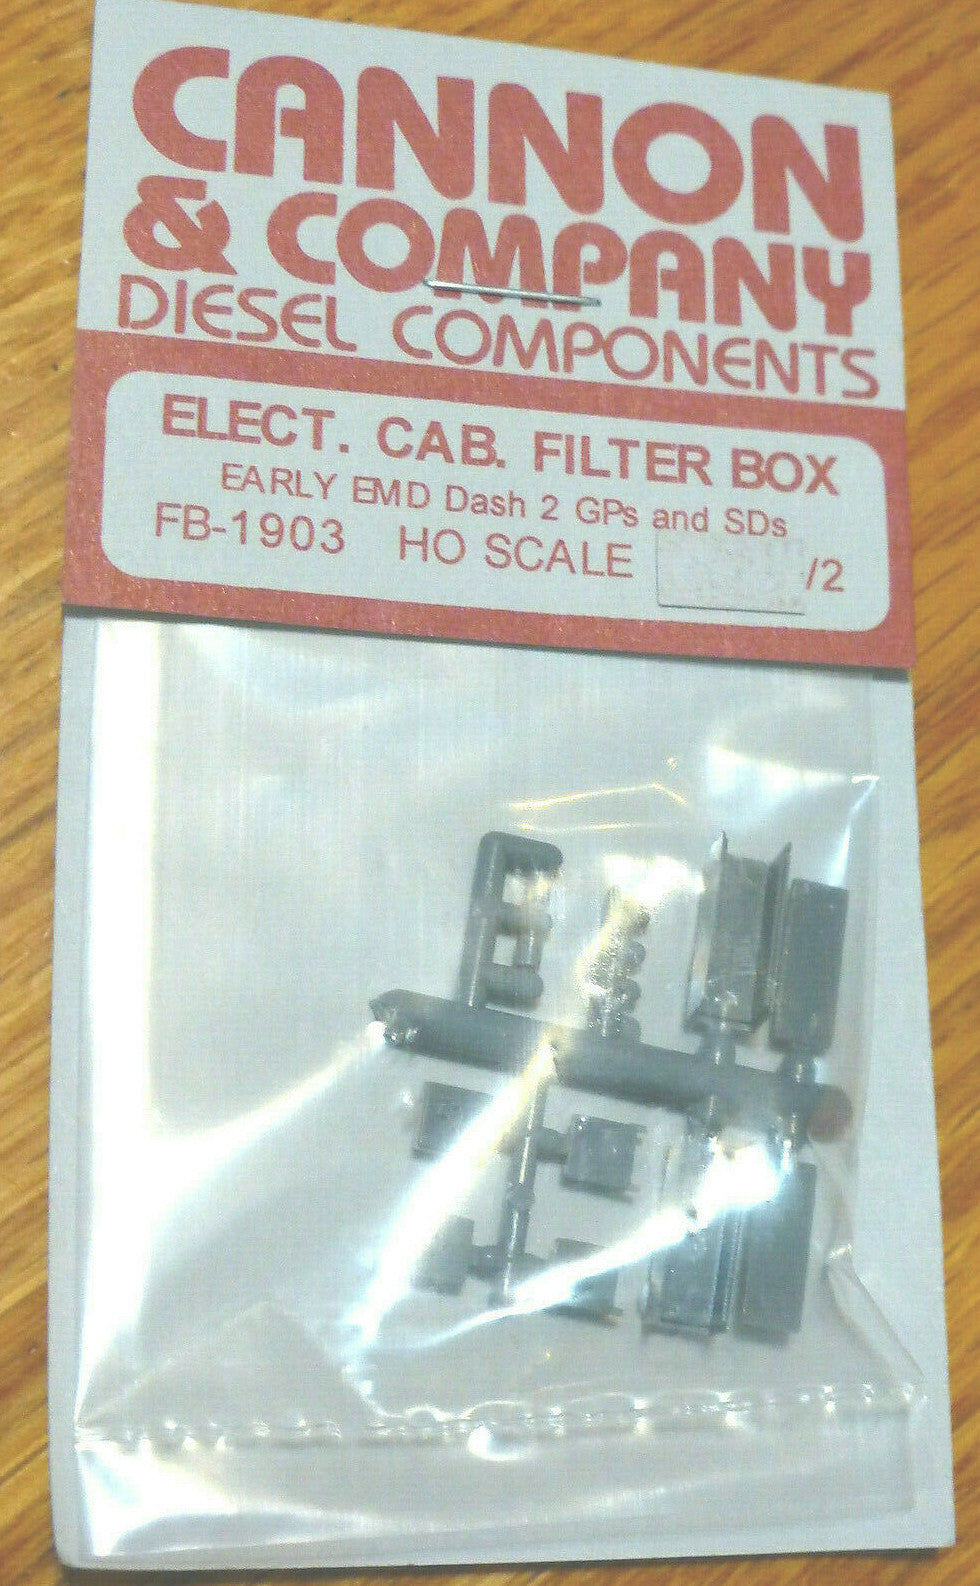 CANNON
& COMPANY
DIESEL COMPONENTS
ELECT. CAB. FILTER BOX
EARLY EMD Dash 2 GPs and SDs
FB-1903 HO SCALE /2